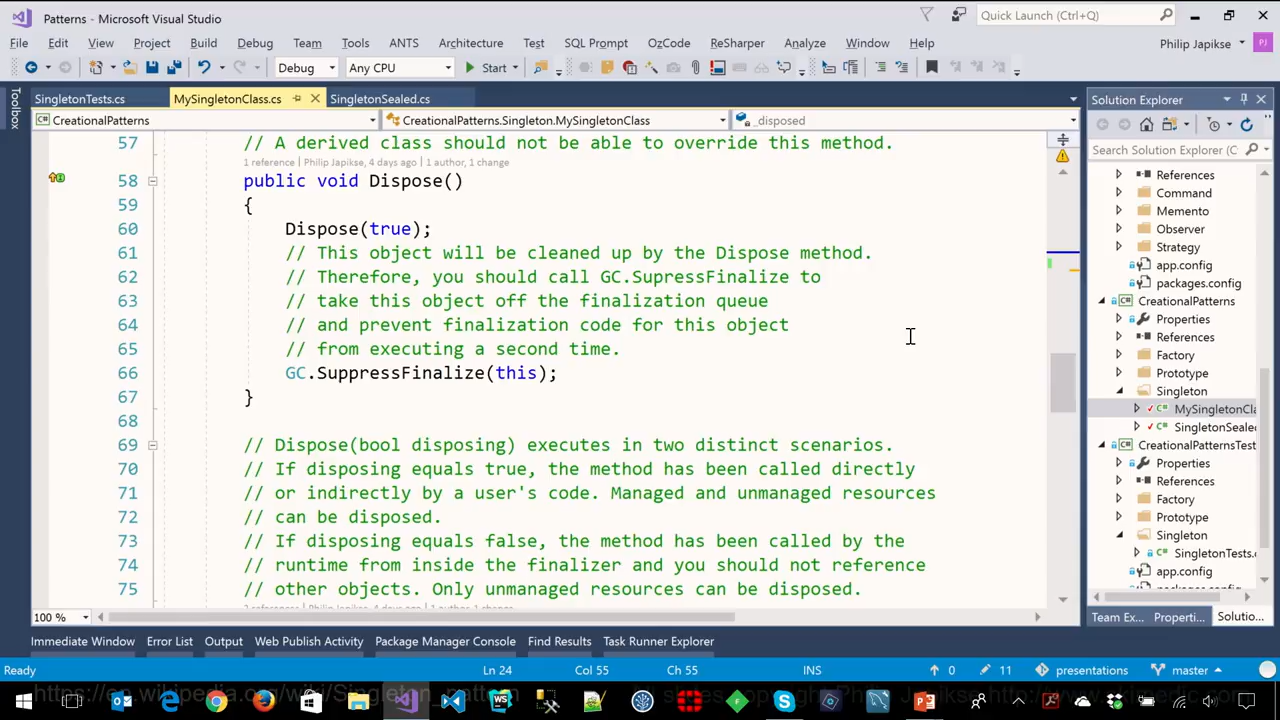 Patterns - Microsoft Visual Studio
Quick Launch (Ctrl+Q)
File Edit View Project Build Debug Team Tools ANTS Architecture Test SQL Prompt OzCode ReSharper Analyze Window Help
Philip Japikse PJ
Debug Any CPU Start
Toolbox
SingletonTests.cs MySingletonClass.cs SingletonSealed.cs
CreationalPatterns CreationalPatterns.Singleton.MySingletonClass _disposed
57 // A derived class should not be able to override this method.
1 reference | Philip Japikse, 4 days ago | 1 author, 1 change
58 public void Dispose()
59 {
60 Dispose(true);
61 // This object will be cleaned up by the Dispose method.
62 // Therefore, you should call GC.SupressFinalize to
63 // take this object off the finalization queue
64 // and prevent finalization code for this object
65 // from executing a second time.
66 GC.SuppressFinalize(this);
67 }
68
69 // Dispose(bool disposing) executes in two distinct scenarios.
70 // If disposing equals true, the method has been called directly
71 // or indirectly by a user's code. Managed and unmanaged resources
72 // can be disposed.
73 // If disposing equals false, the method has been called by the
74 // runtime from inside the finalizer and you should not reference
75 // other objects. Only unmanaged resources can be disposed.
100 %
Solution Explorer
Search Solution Explorer (C
References
Command
Memento
Observer
Strategy
app.config
packages.config
CreationalPatterns
Properties
References
Factory
Prototype
Singleton
MySingletonCla
SingletonSeale
CreationalPatternsTest
Properties
References
Factory
Prototype
Singleton
SingletonTests.
app.config
Team Ex... Properti... Solutio...
Immediate Window Error List Output Web Publish Activity Package Manager Console Find Results Task Runner Explorer
Ready Ln 24 Col 55 Ch 55 INS 0 11 presentations master